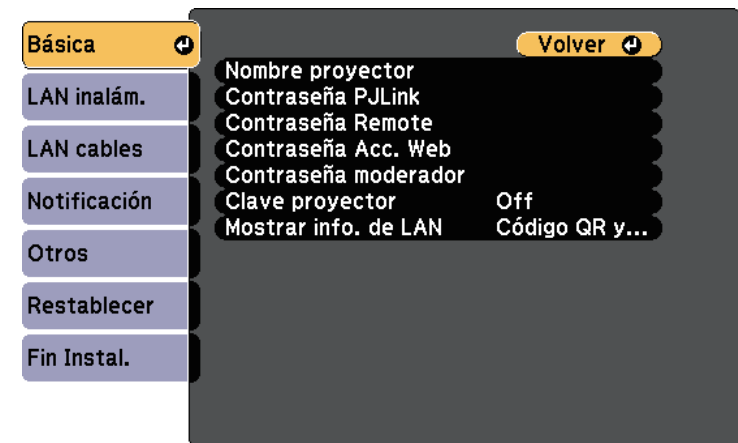 Básica
LAN inalám.
LAN cables
Notificación
Otros
Restablecer
Fin Instal.
Volver
Nombre proyector
Contraseña PJLink
Contraseña Remote
Contraseña Acc. Web
Contraseña moderador
Clave proyector Off
Mostrar info. de LAN Código QR y...